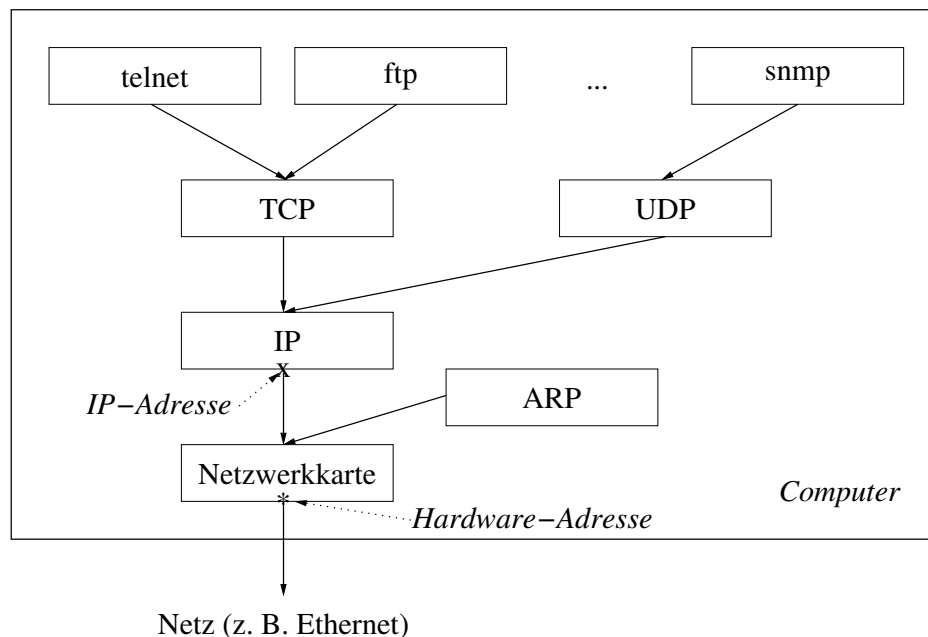 telnet
ftp
...
snmp
TCP
UDP
IP
x
IP−Adresse
ARP
Netzwerkkarte
*
Computer
Hardware−Adresse
Netz (z. B. Ethernet)